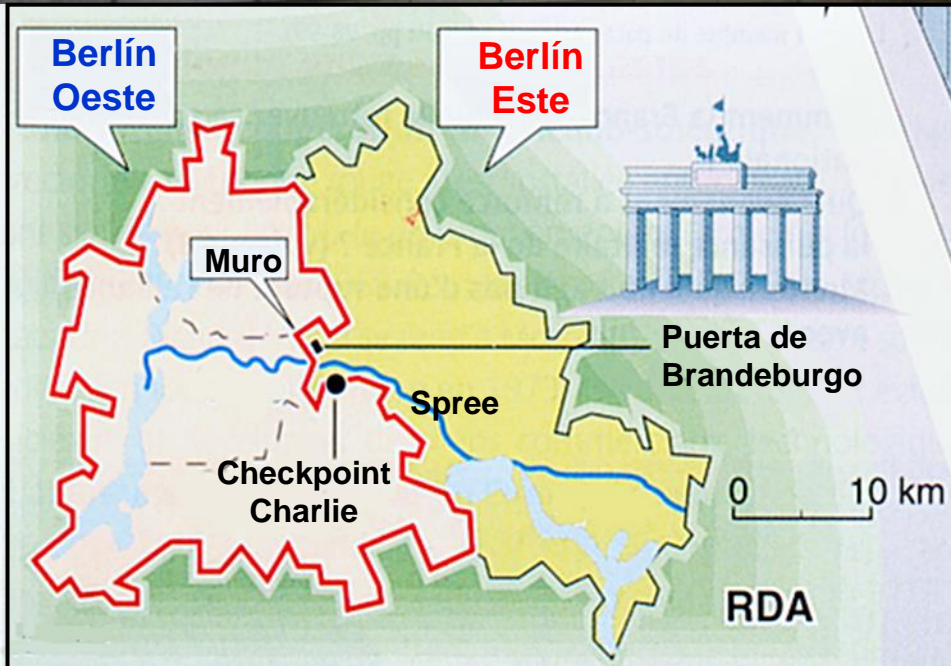 Berlín
Oeste
Berlín
Este
Muro
Puerta de
Brandeburgo
Spree
Checkpoint
Charlie
0 10 km
RDA